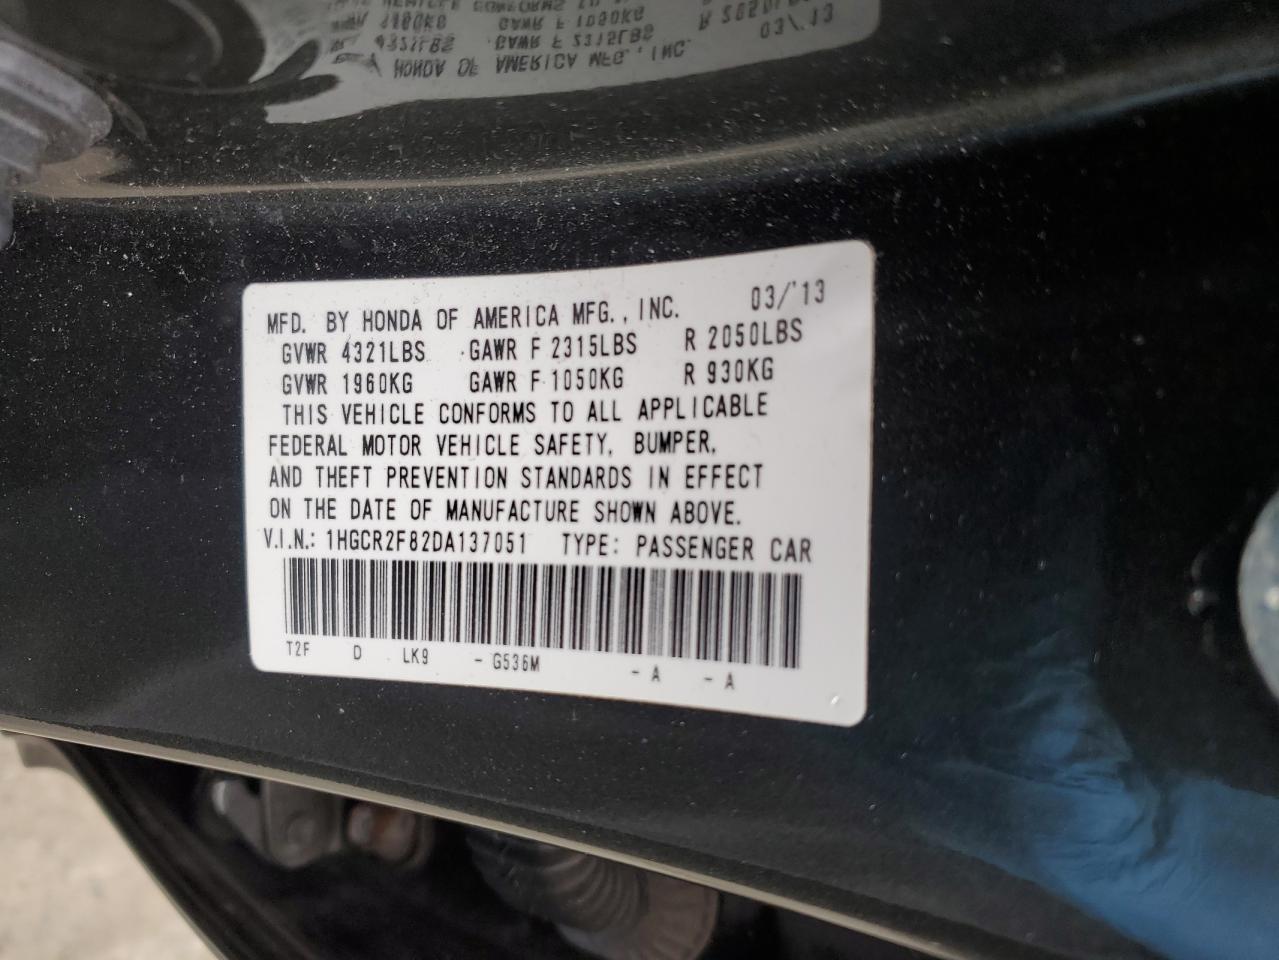 MFD. BY HONDA OF AMERICA MFG., INC. 03/'13
GVWR 4321LBS GAWR F 2315LBS R 2050LBS
GVWR 1960KG GAWR F 1050KG R 930KG
THIS VEHICLE CONFORMS TO ALL APPLICABLE
FEDERAL MOTOR VEHICLE SAFETY, BUMPER,
AND THEFT PREVENTION STANDARDS IN EFFECT
ON THE DATE OF MANUFACTURE SHOWN ABOVE.
V.I.N.: 1HGCR2F82DA137051 TYPE: PASSENGER CAR
T2F D LK9 - G536M - A - A